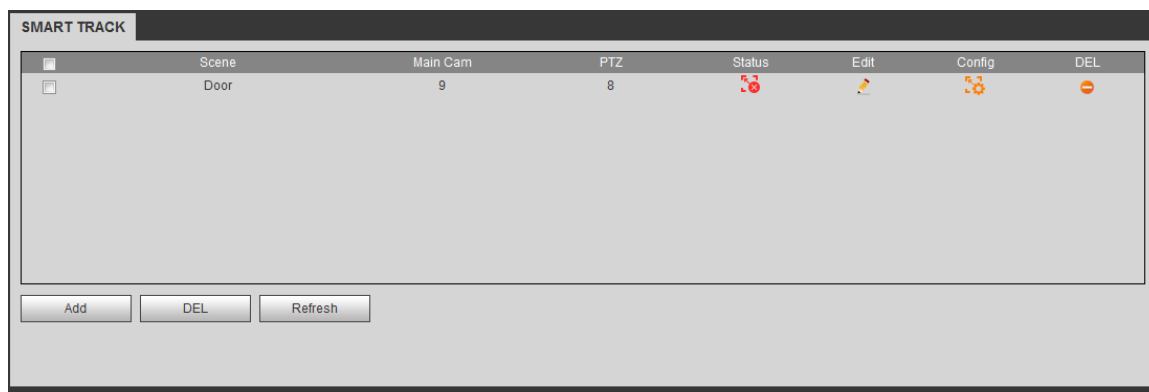 SMART TRACK
Scene Main Cam PTZ Status Edit Config DEL
Door 9 8
Add DEL Refresh